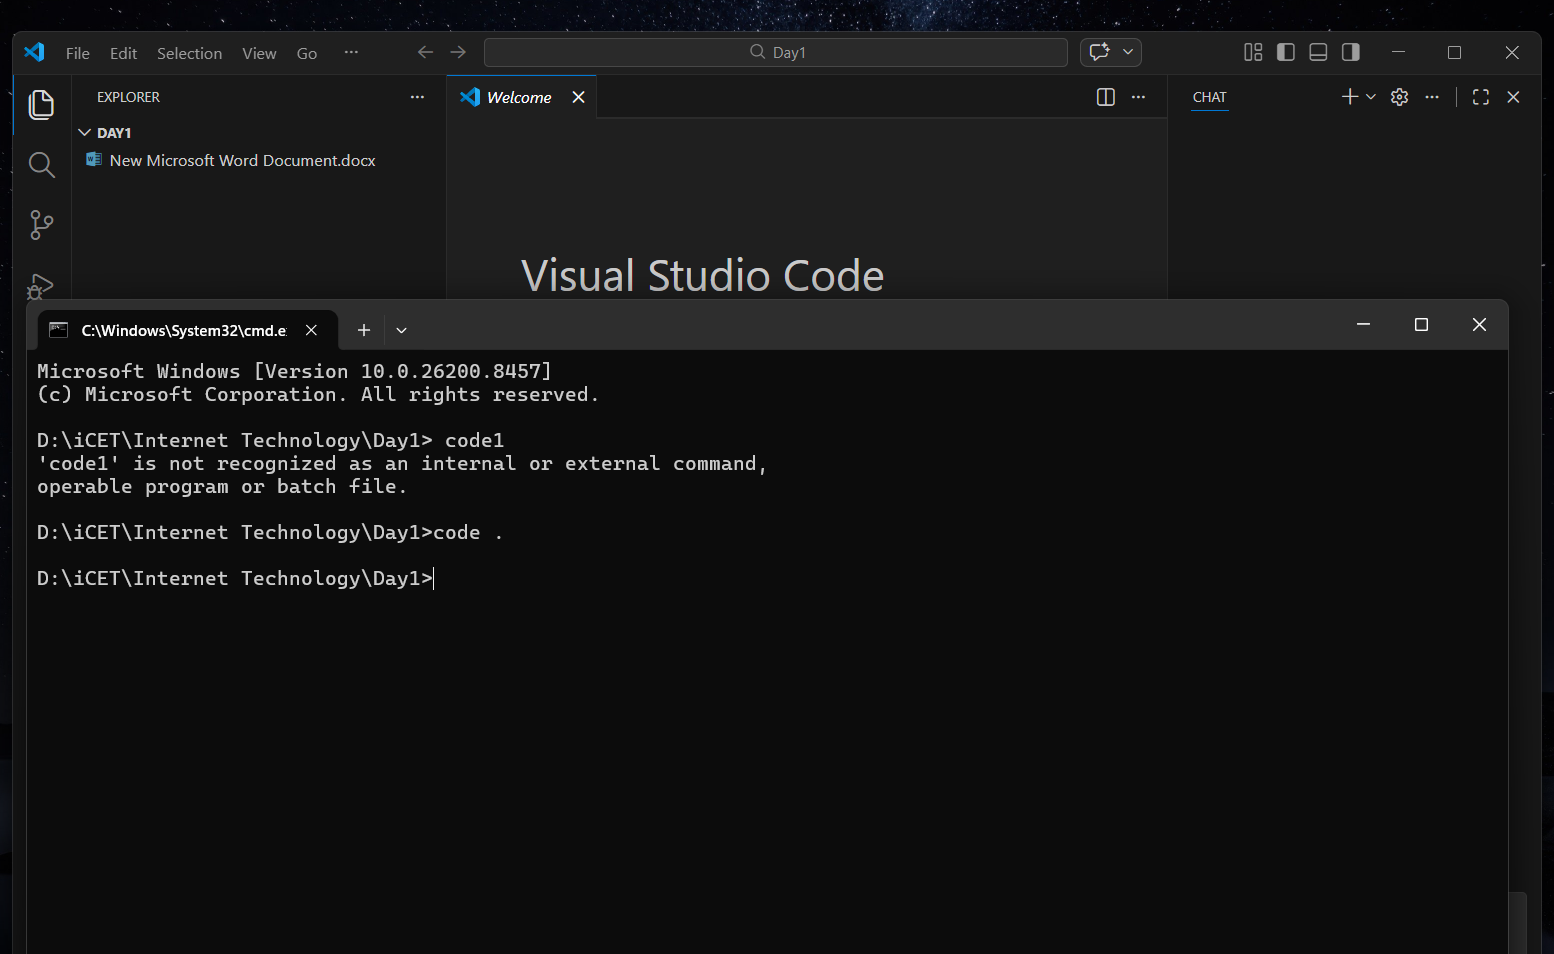 File Edit Selection View Go ··· Day1
EXPLORER
Welcome
CHAT
DAY1
New Microsoft Word Document.docx
Visual Studio Code
C:\Windows\System32\cmd.e
Microsoft Windows [Version 10.0.26200.8457]
(c) Microsoft Corporation. All rights reserved.
D:\iCET\Internet Technology\Day1> code1
'code1' is not recognized as an internal or external command,
operable program or batch file.
D:\iCET\Internet Technology\Day1>code .
D:\iCET\Internet Technology\Day1>